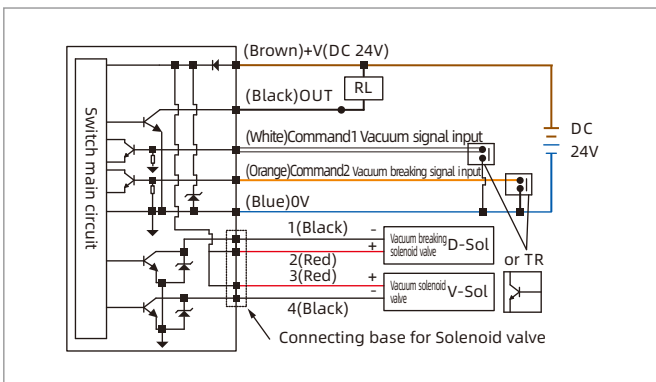 (Brown)+V(DC 24V)
RL
(Black)OUT
(White)Command1 Vacuum signal input
(Orange)Command2 Vacuum breaking signal input
(Blue)0V
DC
24V
Switch main circuit
1(Black)
-
+
2(Red)
Vacuum breaking
solenoid valve
D-Sol
3(Red)
+
-
4(Black)
Vacuum solenoid
valve
V-Sol
or TR
Connecting base for Solenoid valve